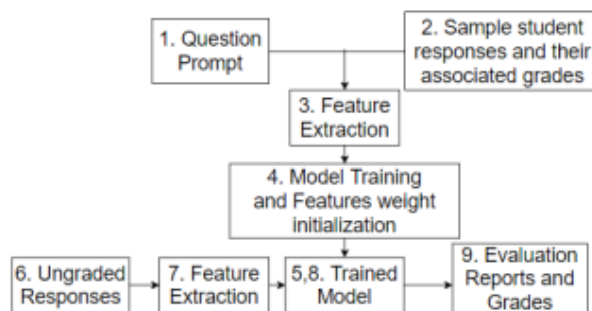 1. Question
Prompt
2. Sample student
responses and their
associated grades
3. Feature
Extraction
4. Model Training
and Features weight
initialization
6. Ungraded
Responses
7. Feature
Extraction
5,8. Trained
Model
9. Evaluation
Reports and
Grades